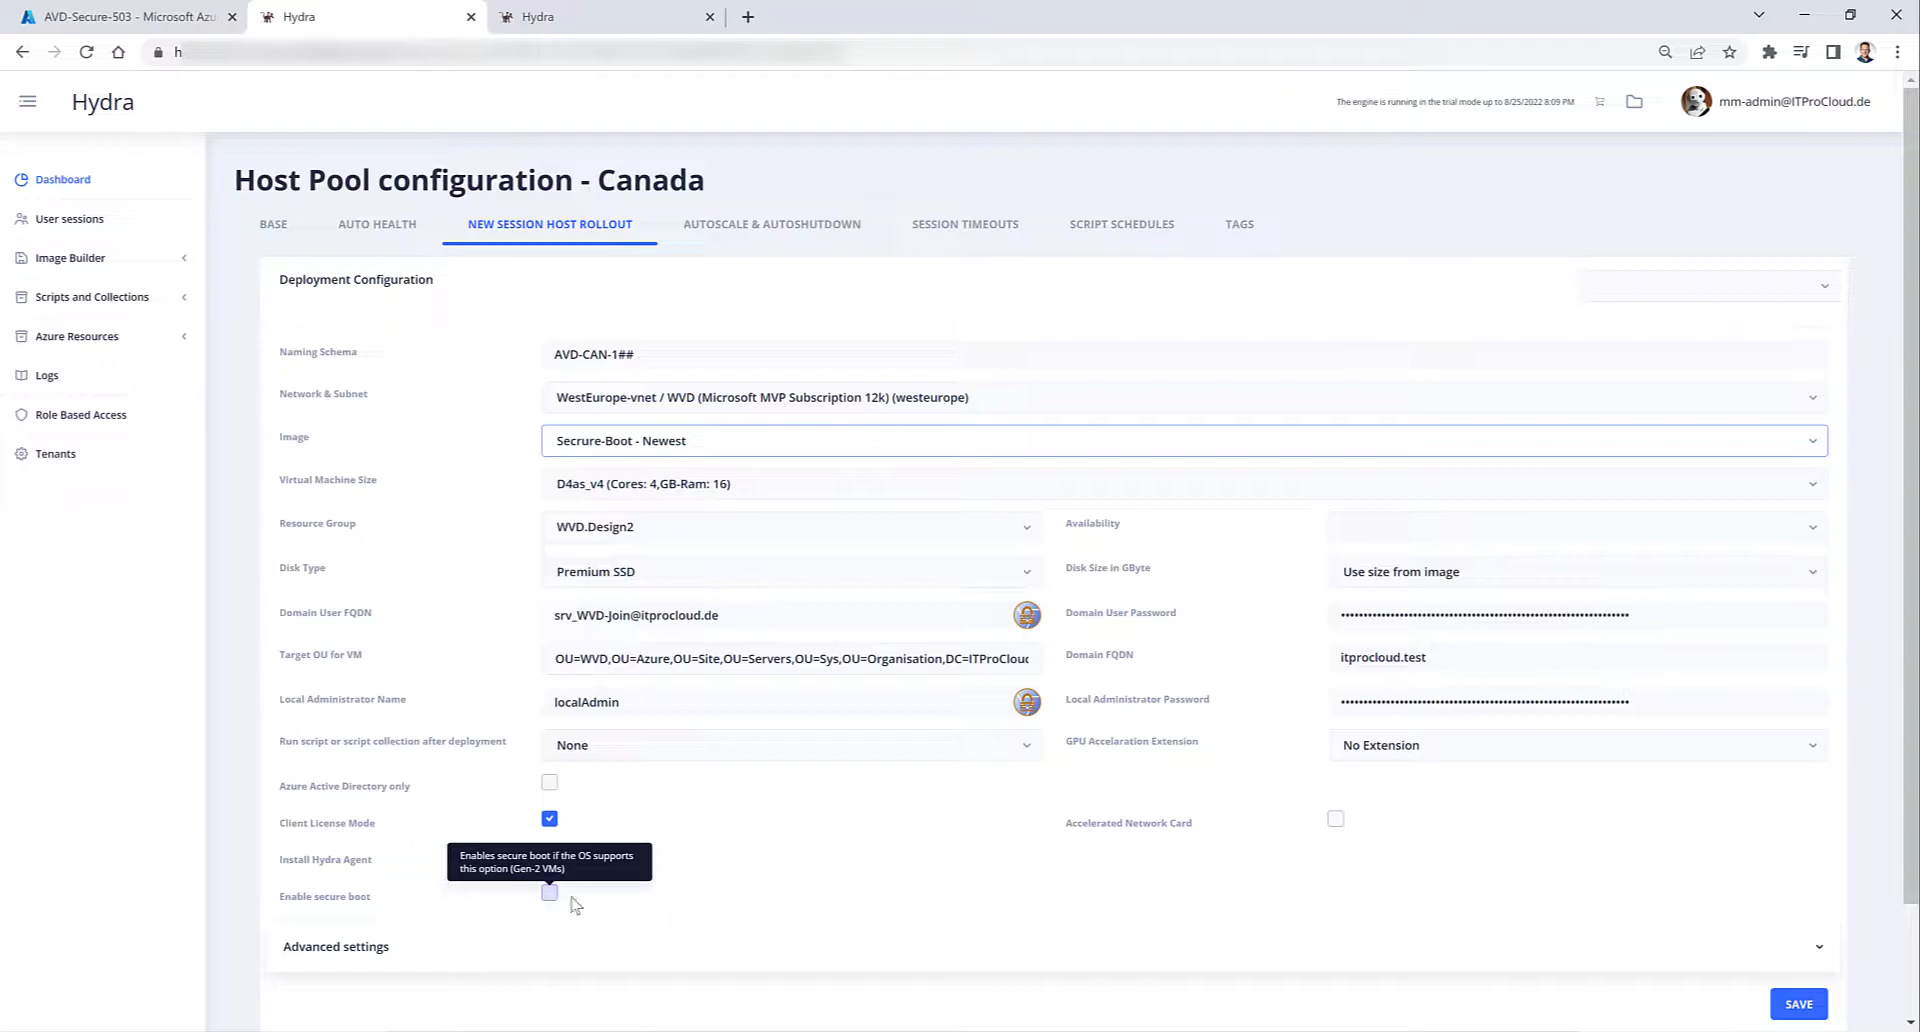 AVD-Secure-503 - Microsoft Azu
Hydra
Hydra
h
Hydra
The engine is running in the trial mode up to 8/25/2022 8:09 PM
mm-admin@ITProCloud.de
Dashboard
User sessions
Image Builder
Scripts and Collections
Azure Resources
Logs
Role Based Access
Tenants
Host Pool configuration - Canada
BASE
AUTO HEALTH
NEW SESSION HOST ROLLOUT
AUTOSCALE & AUTOSHUTDOWN
SESSION TIMEOUTS
SCRIPT SCHEDULES
TAGS
Deployment Configuration
Naming Schema
AVD-CAN-1##
Network & Subnet
WestEurope-vnet / WVD (Microsoft MVP Subscription 12k) (westeurope)
Image
Secrure-Boot - Newest
Virtual Machine Size
D4as_v4 (Cores: 4,GB-Ram: 16)
Resource Group
WVD.Design2
Availability
Disk Type
Premium SSD
Disk Size in GByte
Use size from image
Domain User FQDN
srv_WVD-Join@itprocloud.de
Domain User Password
Target OU for VM
OU=WVD,OU=Azure,OU=Site,OU=Servers,OU=Sys,OU=Organisation,DC=ITProCloud
Domain FQDN
itprocloud.test
Local Administrator Name
localAdmin
Local Administrator Password
Run script or script collection after deployment
None
GPU Accelaration Extension
No Extension
Azure Active Directory only
Client License Mode
Accelerated Network Card
Install Hydra Agent
Enables secure boot if the OS supports
this option (Gen-2 VMs)
Enable secure boot
Advanced settings
SAVE